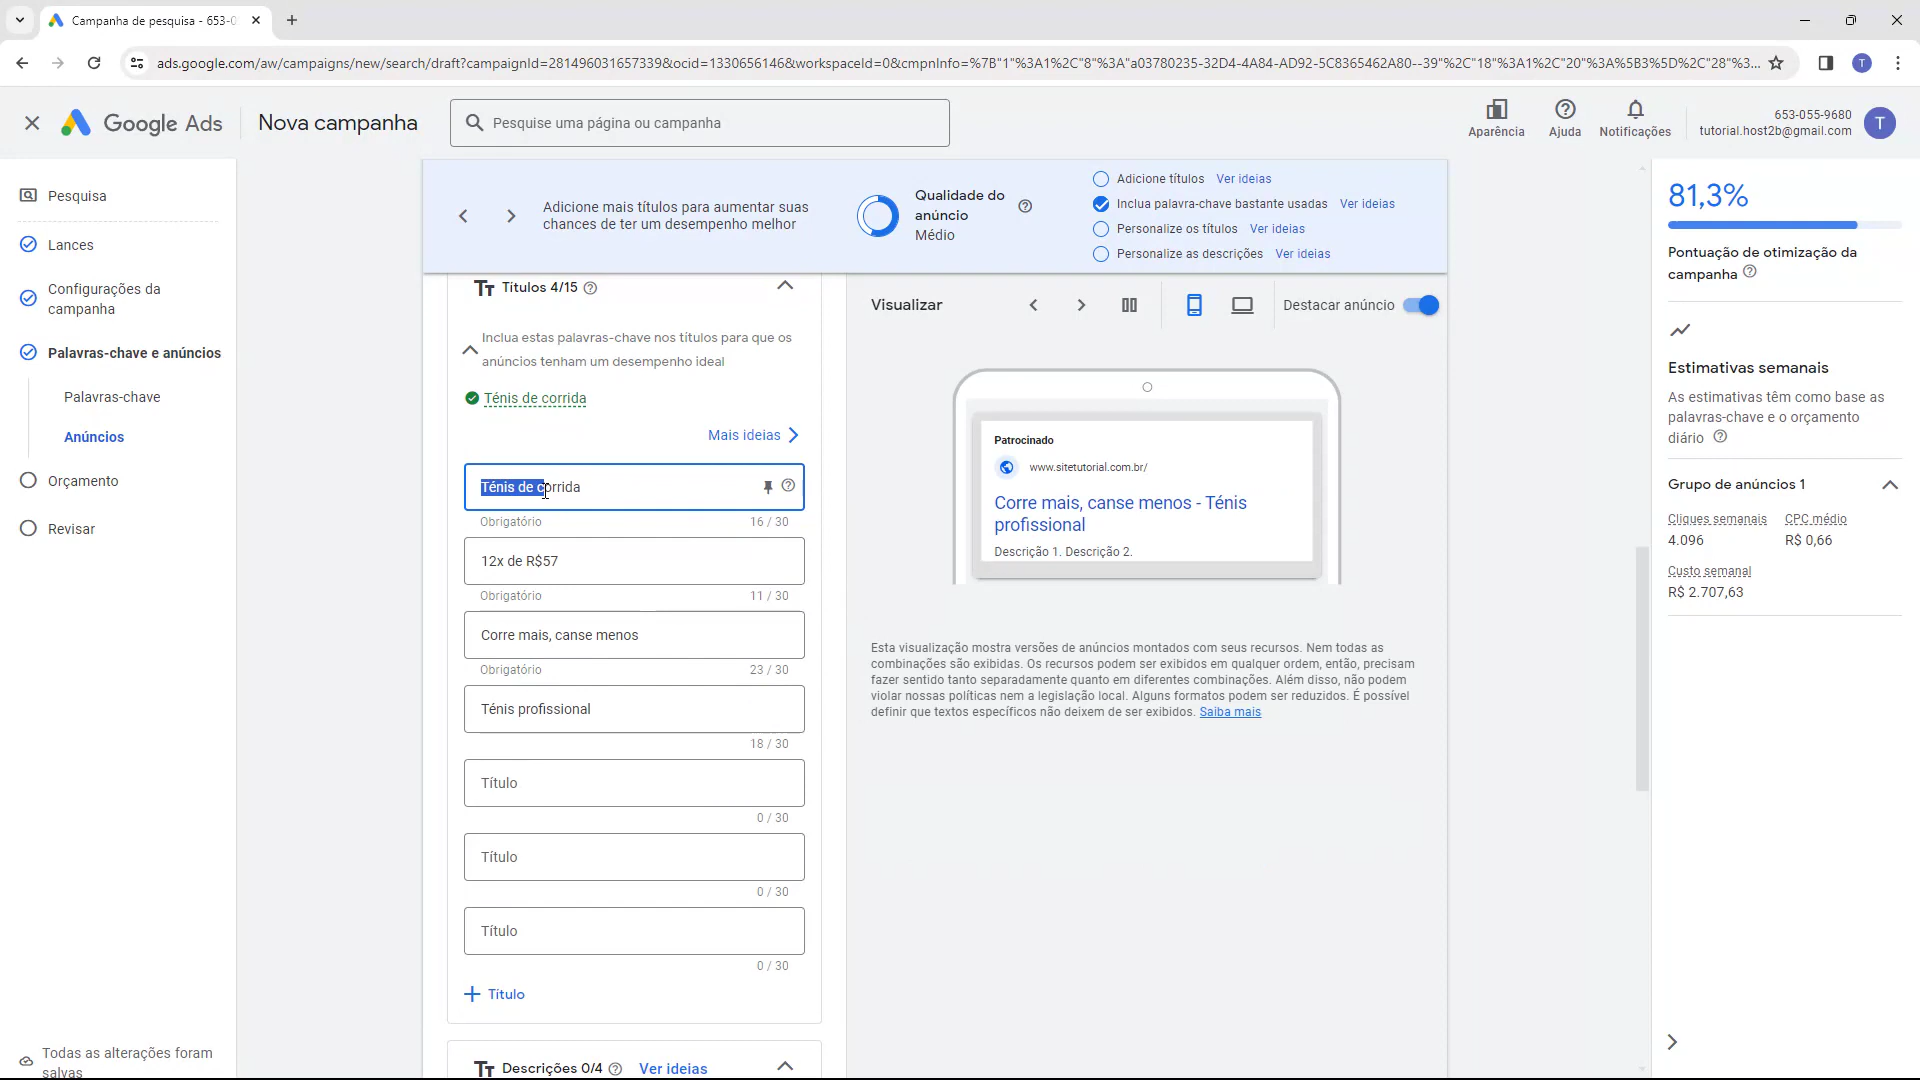 Campanha de pesquisa - 653-0
ads.google.com/aw/campaigns/new/search/draft?campaignId=281496031657339&ocid=1330656146&workspaceId=0&cmpnInfo=%7B"1"%3A1%2C"8"%3A"a03780235-32D4-4A84-AD92-5C8365462A80--39"%2C"18"%3A1%2C"20"%3A%5B3%5D%2C"28"%3...
T
Google Ads
Nova campanha
Pesquise uma página ou campanha
Aparência
Ajuda
Notificações
653-055-9680
tutorial.host2b@gmail.com
T
Pesquisa
Lances
Configurações da
campanha
Palavras-chave e anúncios
Palavras-chave
Anúncios
Orçamento
Revisar
Todas as alterações foram
salvas
Adicione mais títulos para aumentar suas
chances de ter um desempenho melhor
Qualidade do
anúncio
Médio
Adicione títulos Ver ideias
Inclua palavra-chave bastante usadas Ver ideias
Personalize os títulos Ver ideias
Personalize as descrições Ver ideias
Títulos 4/15
Inclua estas palavras-chave nos títulos para que os
anúncios tenham um desempenho ideal
Ténis de corrida
Mais ideias
Ténis de corrida
Obrigatório 16 / 30
12x de R$57
Obrigatório 11 / 30
Corre mais, canse menos
Obrigatório 23 / 30
Ténis profissional
18 / 30
Título
0 / 30
Título
0 / 30
Título
0 / 30
Título
Descrições 0/4 Ver ideias
Visualizar
Destacar anúncio
Patrocinado
www.sitetutorial.com.br/
Corre mais, canse menos - Ténis
profissional
Descrição 1. Descrição 2.
Esta visualização mostra versões de anúncios montados com seus recursos. Nem todas as
combinações são exibidas. Os recursos podem ser exibidos em qualquer ordem, então, precisam
fazer sentido tanto separadamente quanto em diferentes combinações. Além disso, não podem
violar nossas políticas nem a legislação local. Alguns formatos podem ser reduzidos. É possível
definir que textos específicos não deixem de ser exibidos. Saiba mais
81,3%
Pontuação de otimização da
campanha
Estimativas semanais
As estimativas têm como base as
palavras-chave e o orçamento
diário
Grupo de anúncios 1
Cliques semanais CPC médio
4.096 R$ 0,66
Custo semanal
R$ 2.707,63